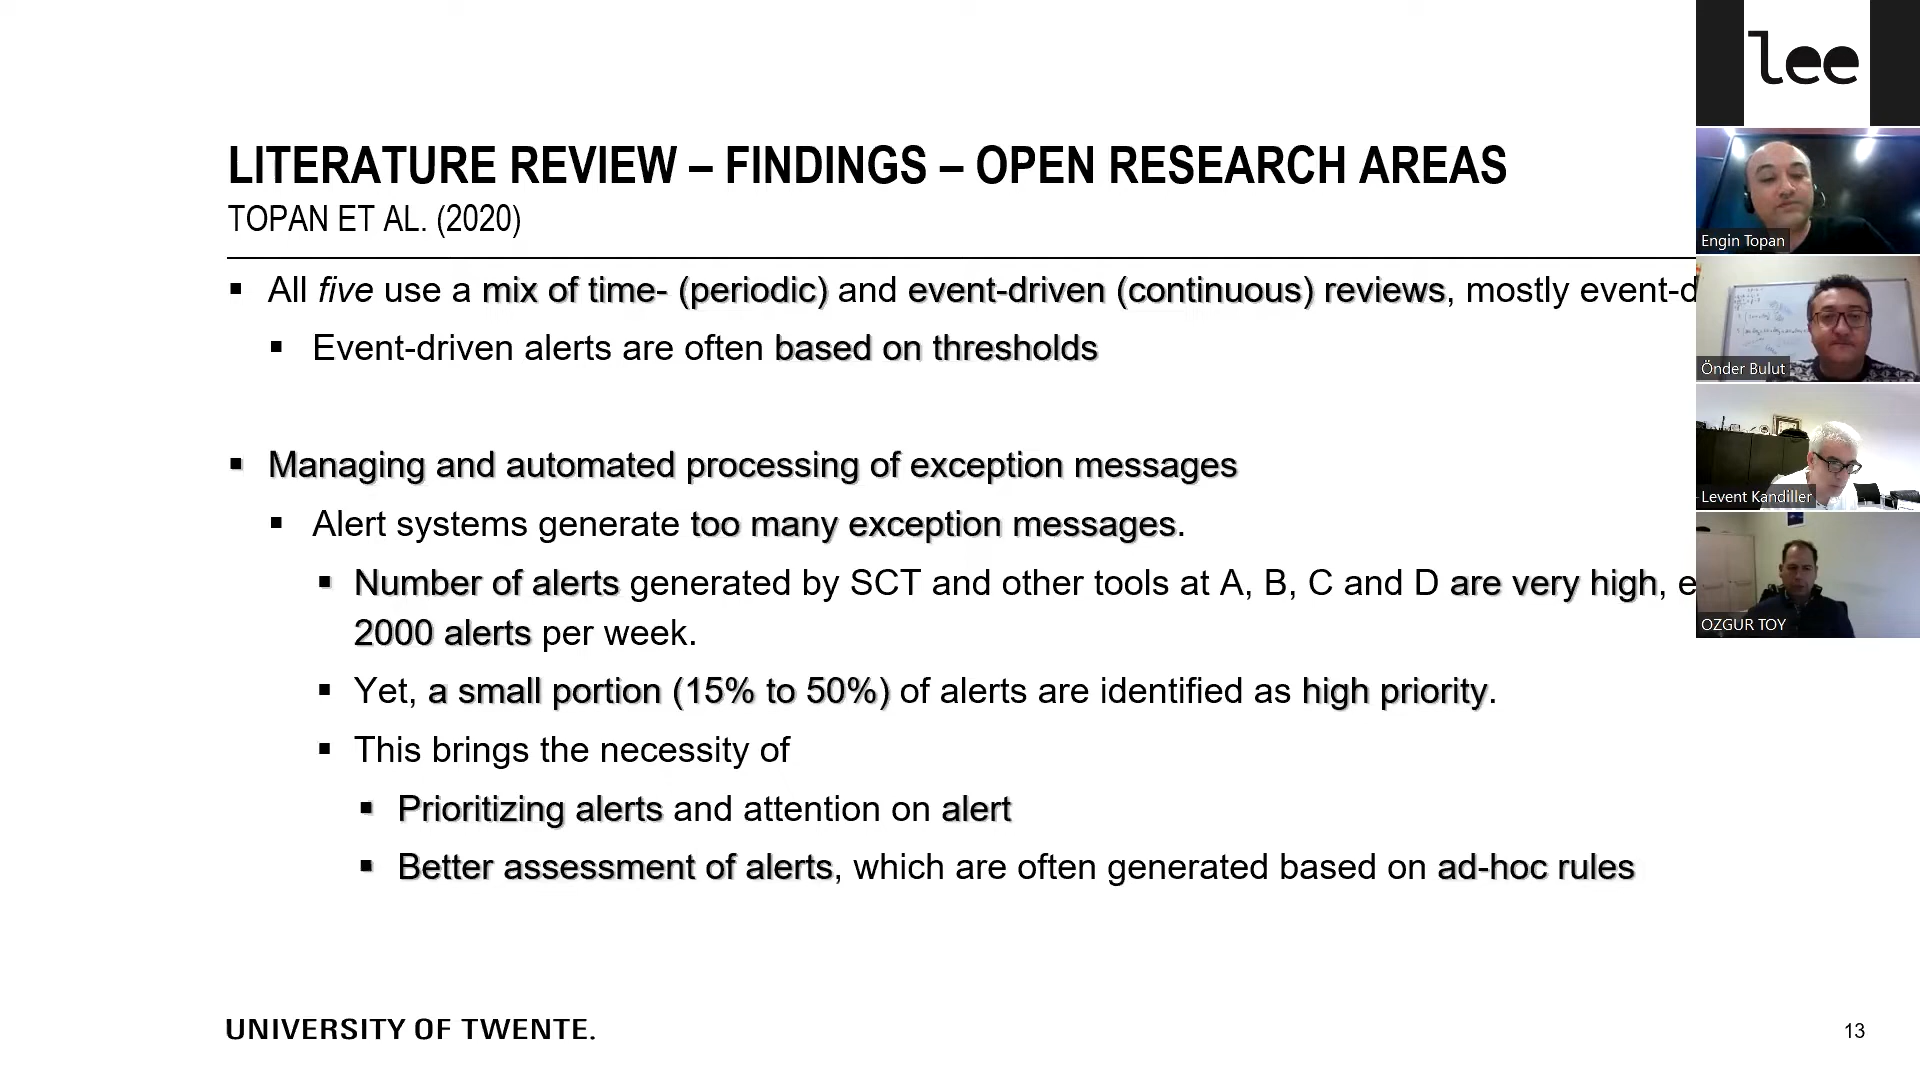 lee
LITERATURE REVIEW – FINDINGS – OPEN RESEARCH AREAS
TOPAN ET AL. (2020)
▪ All five use a mix of time- (periodic) and event-driven (continuous) reviews, mostly event-d
▪ Event-driven alerts are often based on thresholds
▪ Managing and automated processing of exception messages
▪ Alert systems generate too many exception messages.
▪ Number of alerts generated by SCT and other tools at A, B, C and D are very high, e
2000 alerts per week.
▪ Yet, a small portion (15% to 50%) of alerts are identified as high priority.
▪ This brings the necessity of
▪ Prioritizing alerts and attention on alert
▪ Better assessment of alerts, which are often generated based on ad-hoc rules
UNIVERSITY OF TWENTE.
13
Engin Topan
Önder Bulut
Levent Kandiller
OZGUR TOY